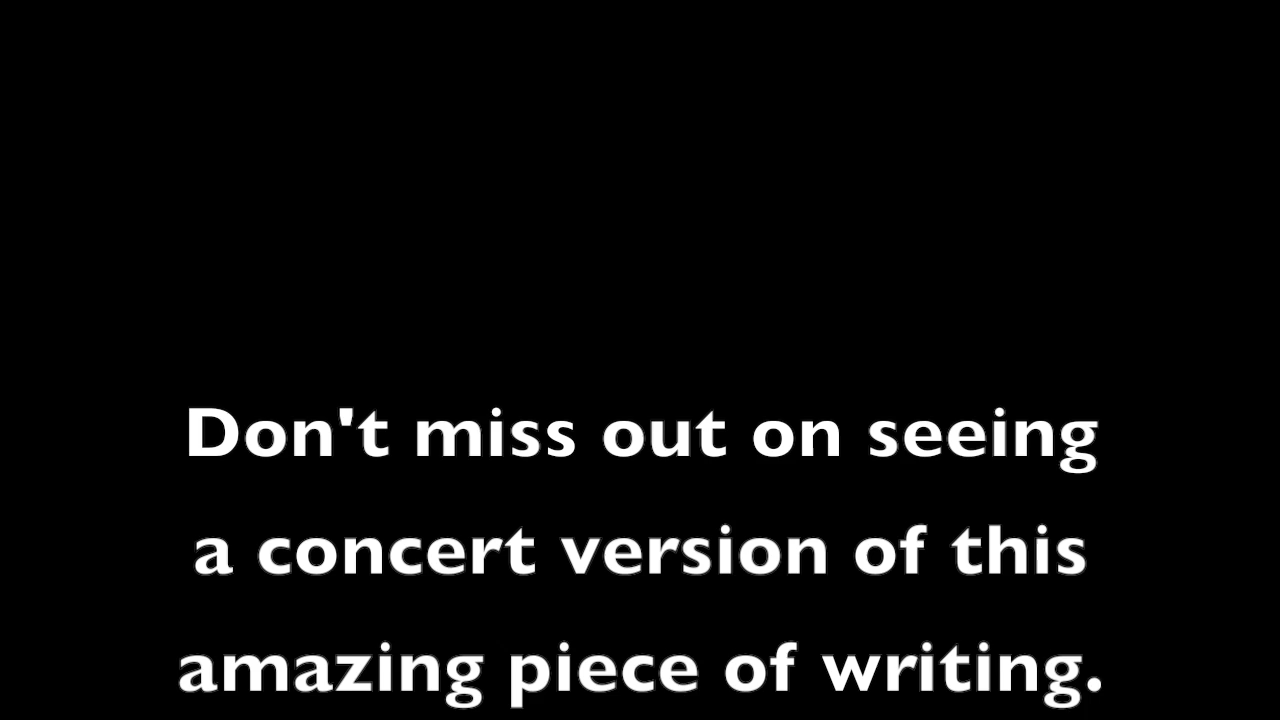 Don't miss out on seeing
a concert version of this
amazing piece of writing.